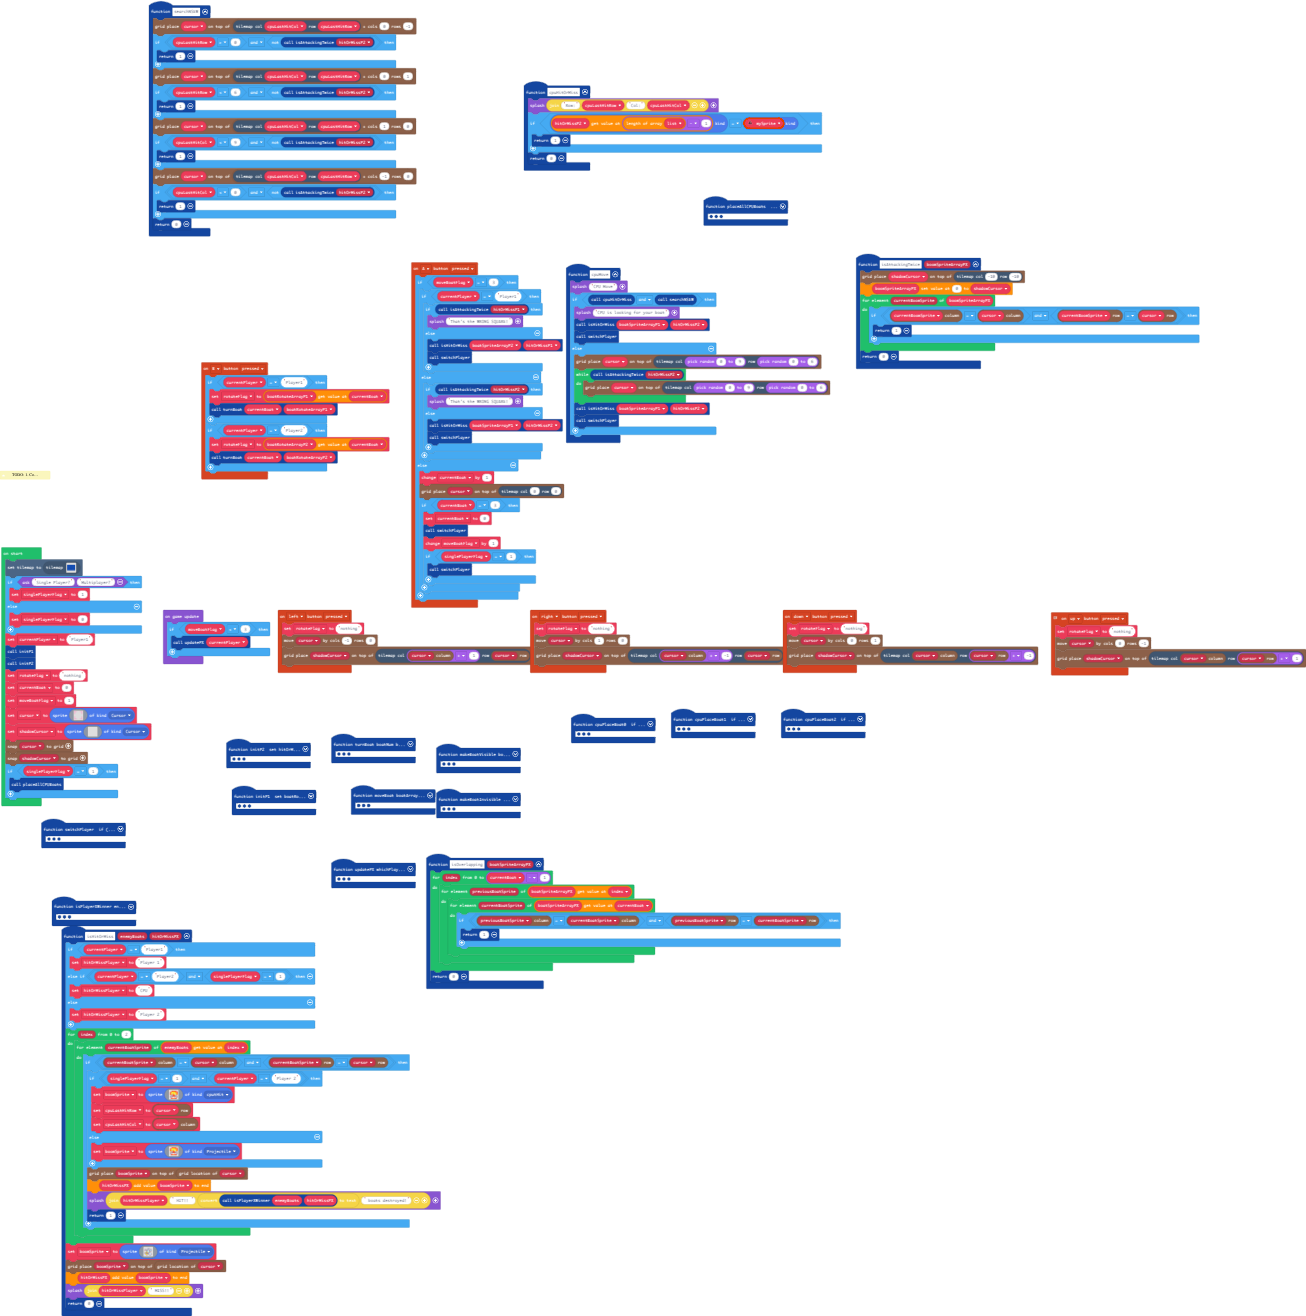 function searchNSEW
grid place cursor on top of tilemap col cpuLastHitCol row cpuLastHitRow + cols 0 rows -1
if cpuLastHitRow 0 and not call isAttackingTwice hitOrMissP2 then
return 1
grid place cursor on top of tilemap col cpuLastHitCol row cpuLastHitRow + cols 0 rows 1
if cpuLastHitRow and not call isAttackingTwice hitOrMissP2 then
return 1
grid place cursor on top of tilemap col cpuLastHitCol row cpuLastHitRow + cols 1 rows 0
if cpuLastHitCol and not call isAttackingTwice hitOrMissP2 then
return 1
grid place cursor on top of tilemap col cpuLastHitCol row cpuLastHitRow + cols -1 rows 0
if cpuLastHitCol 0 and not call isAttackingTwice hitOrMissP2 then
return 1
return 0
function cpuHitOrMiss
splash join "Row:" cpuLastHitRow "Col:" cpuLastHitCol
if hitOrMissP2 get value at length of array list - 1 kind = mySprite kind then
return 1
return 0
function placeAllCPUBoats ...
on A button pressed
if moveBoatFlag = then
if currentPlayer = "Player1" then
if call isAttackingTwice hitOrMissP1 then
splash "That's the WRONG SQUARE!"
else
call isHitOrMiss boatSpriteArrayP2 hitOrMissP1
call switchPlayer
else
if call isAttackingTwice hitOrMissP2 then
splash "That's the WRONG SQUARE!"
else
call isHitOrMiss boatSpriteArrayP1 hitOrMissP2
call switchPlayer
else
change currentBoat by 1
grid place cursor on top of tilemap col 0 row 0
if currentBoat = 3 then
set currentBoat to 0
call switchPlayer
change moveBoatFlag by 1
if singlePlayerFlag = 1 then
call switchPlayer
function cpuMove
splash "CPU Move"
if call cpuHitOrMiss and call searchNSEW then
splash "CPU is looking for your boat"
call isHitOrMiss boatSpriteArrayP1 hitOrMissP2
call switchPlayer
else
grid place cursor on top of tilemap col pick random 0 to 9 row pick random 0 to 6
while call isAttackingTwice hitOrMissP2
do grid place cursor on top of tilemap col pick random 0 to 9 row pick random 0 to 6
call isHitOrMiss boatSpriteArrayP1 hitOrMissP2
call switchPlayer
function isAttackingTwice boatSpriteArrayP1
grid place shadowCursor on top of tilemap col -10 row -10
boatSpriteArrayP1 set value at 0 to shadowCursor
for element currentBoatSprite of boatSpriteArrayP1
do
if currentBoatSprite column = cursor column and currentBoatSprite row = cursor row then
return 1
return 0
on B button pressed
if currentPlayer = "Player1" then
set rotateFlag to boatRotateArrayP1 get value at currentBoat
call turnBoat currentBoat boatRotateArrayP1
if currentPlayer = "Player2" then
set rotateFlag to boatRotateArrayP2 get value at currentBoat
call turnBoat currentBoat boatRotateArrayP2
TODO: 1 Co...
on start
set tilemap to tilemap
if ask "Single Player?" "Multiplayer?" then
set singlePlayerFlag to 1
else
set singlePlayerFlag to 0
set currentPlayer to "Player1"
call initP1
call initP2
set rotateFlag to "nothing"
set currentBoat to 0
set moveBoatFlag to
set cursor to sprite of kind Cursor
set shadowCursor to sprite of kind Cursor
snap cursor to grid
snap shadowCursor to grid
if singlePlayerFlag = 1 then
call placeAllCPUBoats
on game update
if moveBoatFlag = then
call updatePX currentPlayer
on left button pressed
set rotateFlag to "nothing"
move cursor by cols -1 rows 0
grid place shadowCursor on top of tilemap col cursor column + 1 row cursor row
on right button pressed
set rotateFlag to "nothing"
move cursor by cols 1 rows 0
grid place shadowCursor on top of tilemap col cursor column + -1 row cursor row
on down button pressed
set rotateFlag to "nothing"
move cursor by cols 0 rows 1
grid place shadowCursor on top of tilemap col cursor column row cursor row + -1
on up button pressed
set rotateFlag to "nothing"
move cursor by cols 0 rows -1
grid place shadowCursor on top of tilemap col cursor column row cursor row + 1
function cpuPlaceBoat0 if ...
function cpuPlaceBoat1 if ...
function cpuPlaceBoat2 if ...
function initP2 set hitOrM...
function turnBoat boatNum b...
function makeBoatVisible bo...
function initP1 set boatRo...
function moveBoat boatArray...
function makeBoatInvisible ...
function switchPlayer if (...
function updatePX whichPlay...
function isOverlapping boatSpriteArrayPX
for index from 0 to currentBoat - 1
do for element previousBoatSprite of boatSpriteArrayPX get value at index
do for element currentBoatSprite of boatSpriteArrayPX get value at currentBoat
do if previousBoatSprite column = currentBoatSprite column and previousBoatSprite row = currentBoatSprite row then
return 1
return 0
function isPlayerXWinner en...
function isHitOrMiss enemyBoats hitOrMissPX
if currentPlayer = "Player1" then
set hitOrMissPlayer to "Player 1"
else if currentPlayer = "Player2" and singlePlayerFlag = 1 then
set hitOrMissPlayer to "CPU"
else
set hitOrMissPlayer to "Player 2"
for index from 0 to 2
do for element currentBoatSprite of enemyBoats get value at index
do if currentBoatSprite column = cursor column and currentBoatSprite row = cursor row then
if singlePlayerFlag = 1 and currentPlayer = "Player 2" then
set boomSprite to sprite of kind cpuHit
set cpuLastHitRow to cursor row
set cpuLastHitCol to cursor column
else
set boomSprite to sprite of kind Projectile
grid place boomSprite on top of grid location of cursor
hitOrMissPX add value boomSprite to end
splash join hitOrMissPlayer "HIT!!" convert call isPlayerXWinner enemyBoats hitOrMissPX to text "boats destroyed!"
return 1
set boomSprite to sprite of kind Projectile
grid place boomSprite on top of grid location of cursor
hitOrMissPX add value boomSprite to end
splash join hitOrMissPlayer "MISS!!"
return 0